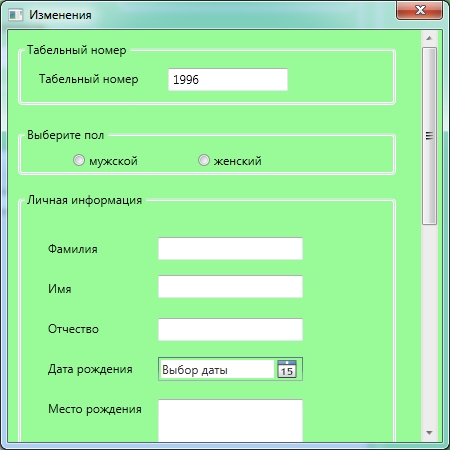 Изменения
Табельный номер
Табельный номер 1996
Выберите пол
мужской женский
Личная информация
Фамилия
Имя
Отчество
Дата рождения Выбор даты 15
Место рождения